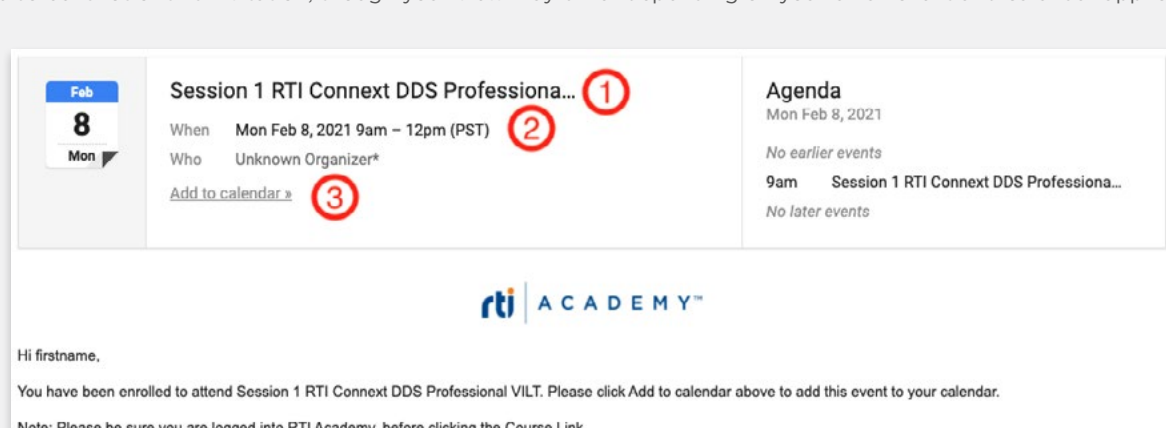 Feb
8
Mon
Session 1 RTI Connext DDS Professiona... 1
When Mon Feb 8, 2021 9am – 12pm (PST) 2
Who Unknown Organizer*
Add to calendar » 3
Agenda
Mon Feb 8, 2021
No earlier events
9am Session 1 RTI Connext DDS Professiona...
No later events
rti ACADEMY™
Hi firstname,
You have been enrolled to attend Session 1 RTI Connext DDS Professional VILT. Please click Add to calendar above to add this event to your calendar.
Note: Please be sure you are logged into RTI Academy, before clicking the Course Link